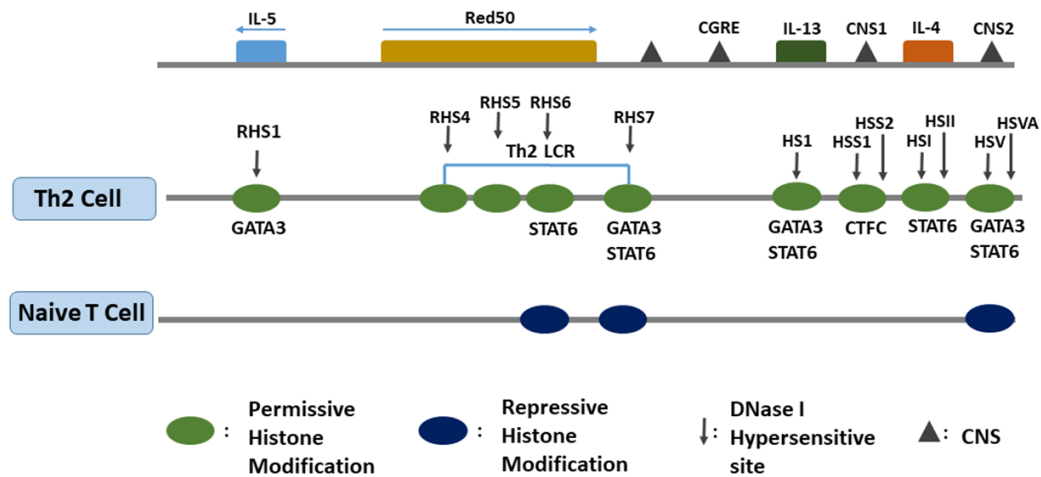 IL-5
Red50
CGRE
IL-13
CNS1
IL-4
CNS2
RHS1
RHS4
RHS5
RHS6
RHS7
Th2 LCR
HS1
HSS1
HSS2
HSI
HSII
HSV
HSVA
Th2 Cell
GATA3
STAT6
GATA3
STAT6
GATA3
STAT6
CTFC
STAT6
GATA3
STAT6
Naive T Cell
: Permissive
Histone
Modification
: Repressive
Histone
Modification
: DNase I
Hypersensitive
site
: CNS